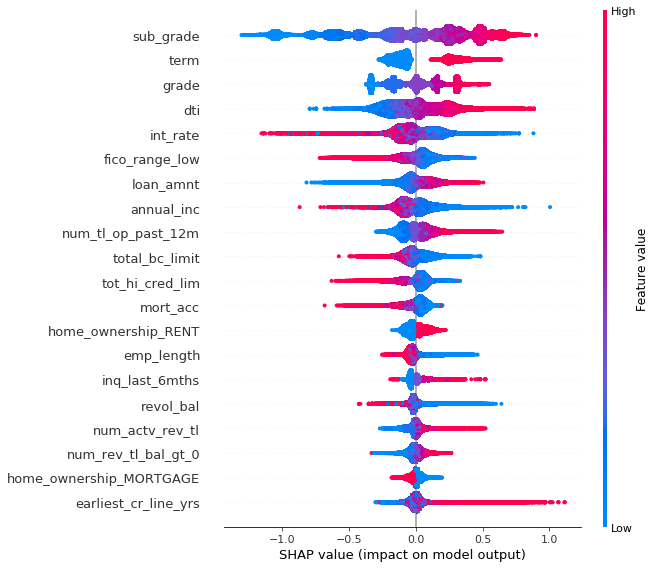 High
sub_grade
term
grade
dti
int_rate
fico_range_low
loan_amnt
annual_inc
num_tl_op_past_12m
total_bc_limit
tot_hi_cred_lim
mort_acc
home_ownership_RENT
emp_length
inq_last_6mths
revol_bal
num_actv_rev_tl
num_rev_tl_bal_gt_0
home_ownership_MORTGAGE
earliest_cr_line_yrs
Feature value
Low
−1.0 −0.5 0.0 0.5 1.0
SHAP value (impact on model output)